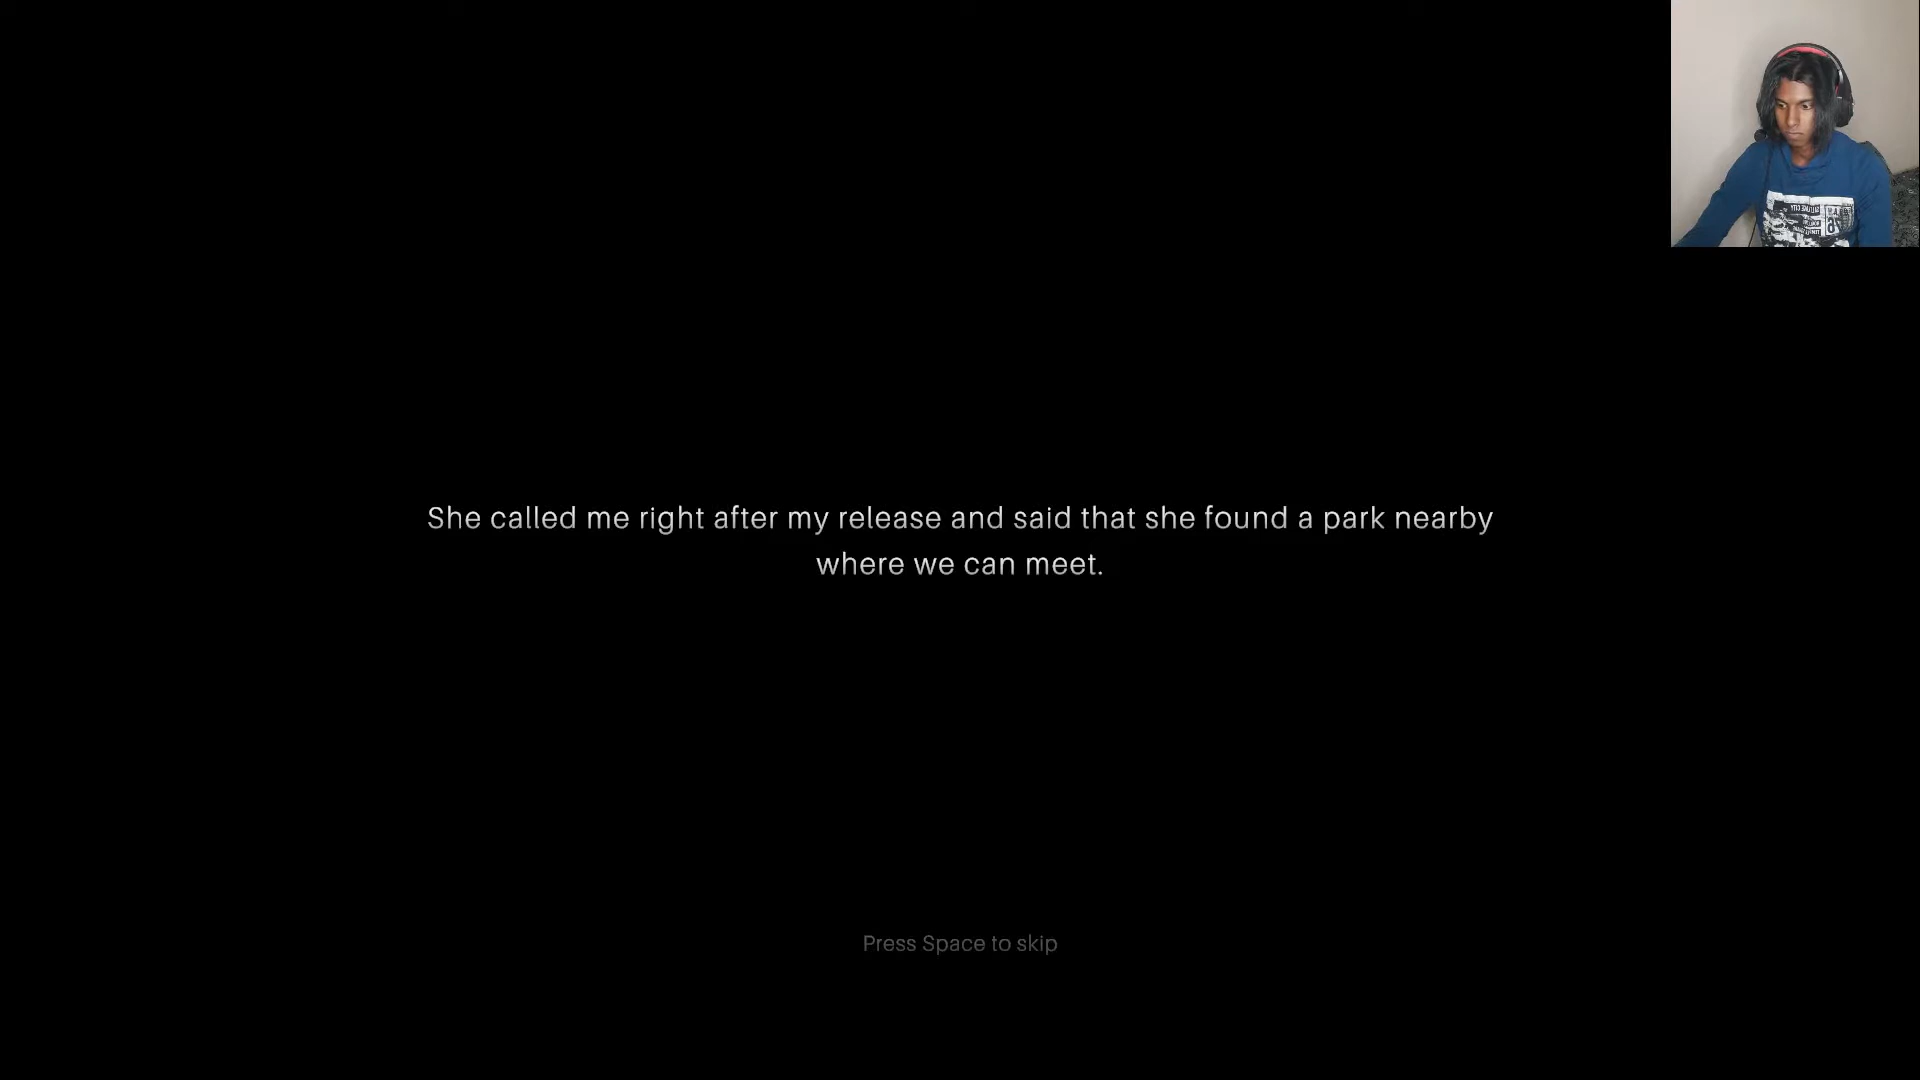 She called me right after my release and said that she found a park nearby
where we can meet.
Press Space to skip